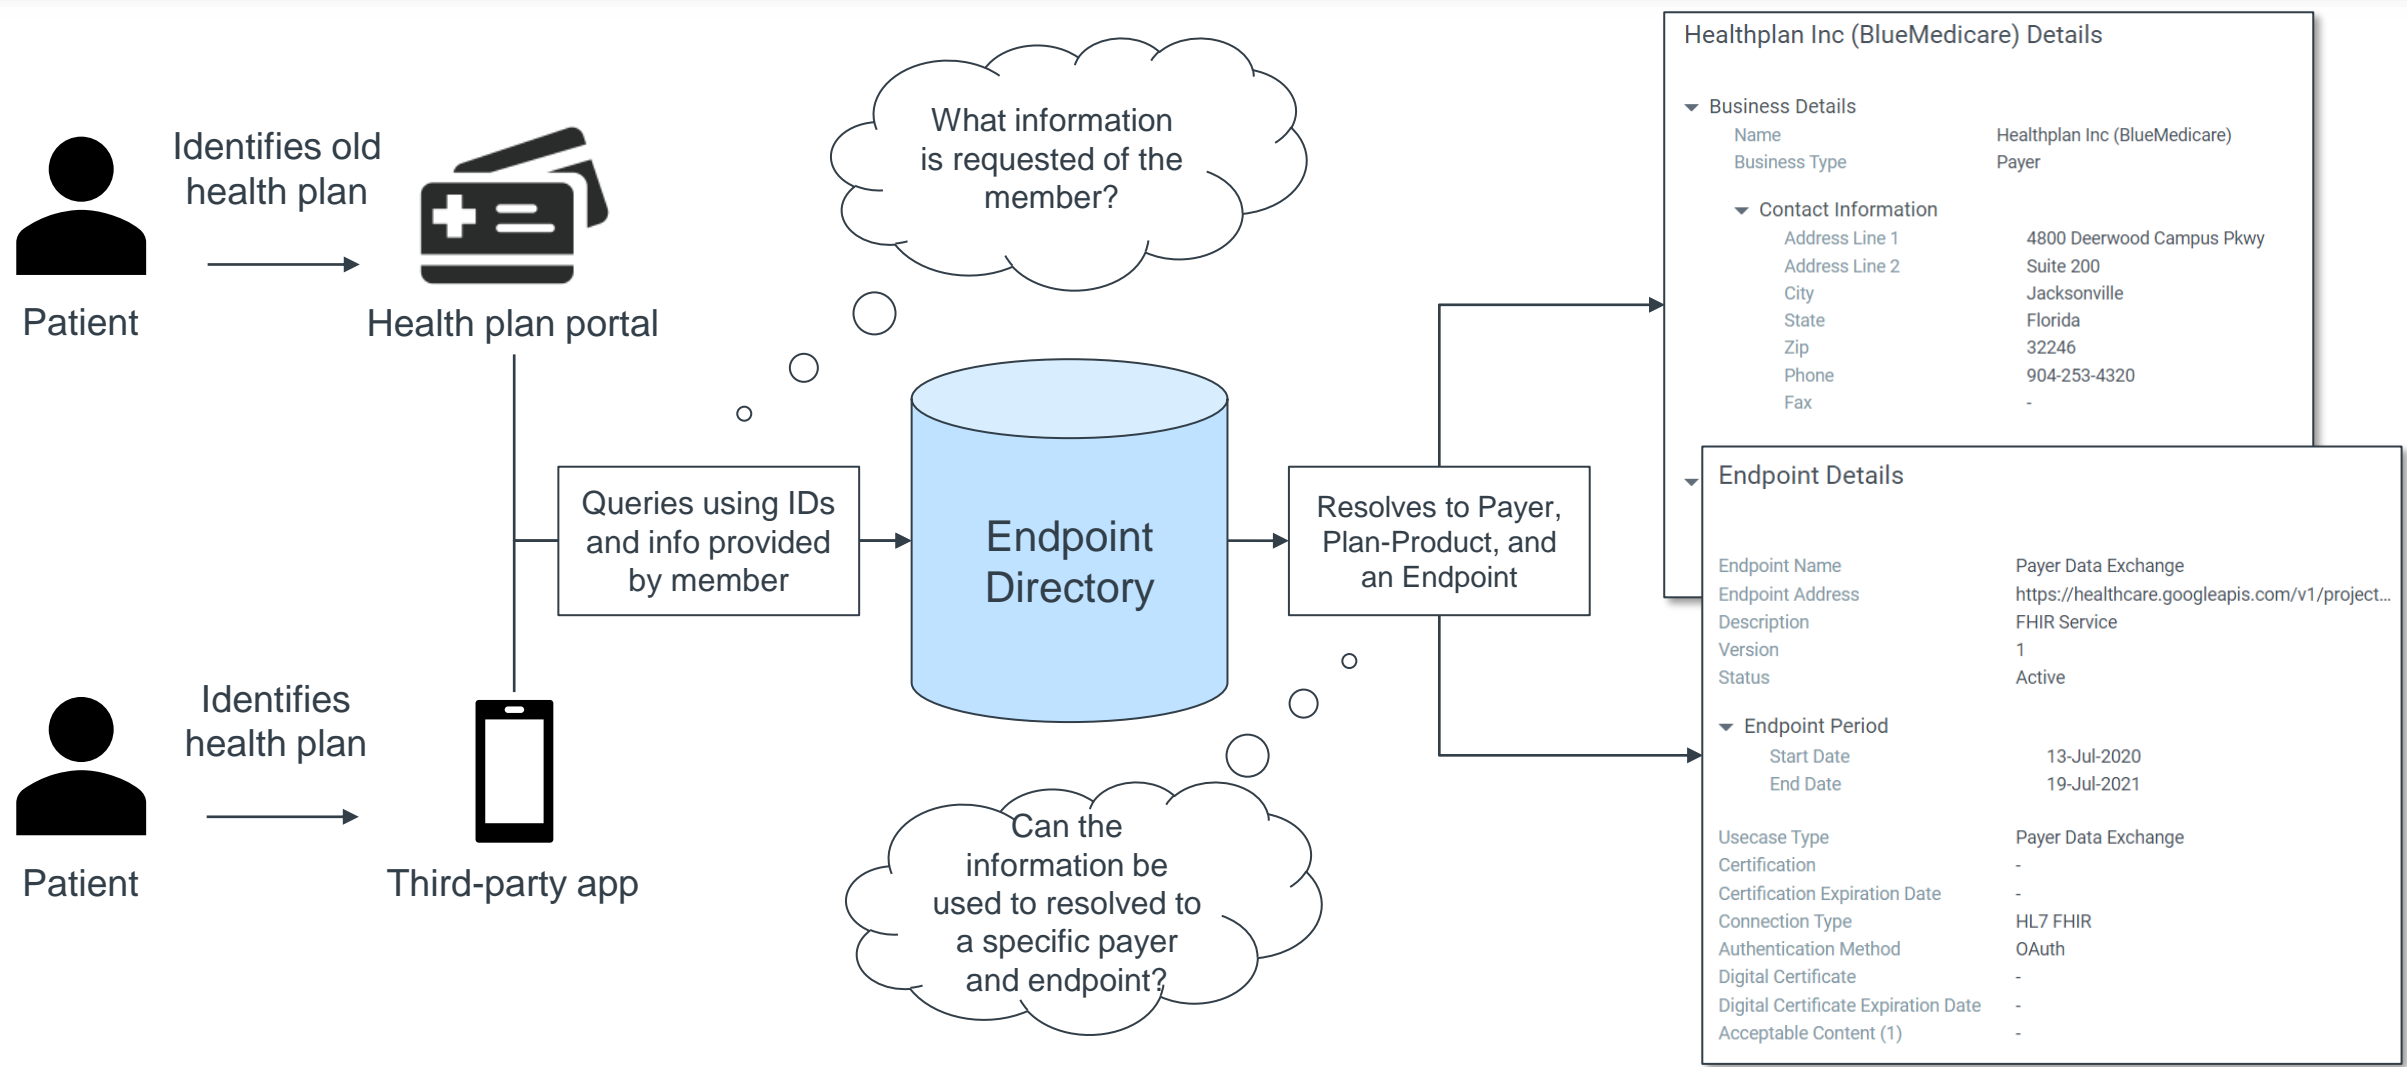 Identifies old
health plan
Patient
Health plan portal
Identifies
health plan
Patient
Third-party app
What information
is requested of the
member?
Queries using IDs
and info provided
by member
Endpoint
Directory
Resolves to Payer,
Plan-Product, and
an Endpoint
Can the
information be
used to resolved to
a specific payer
and endpoint?
Healthplan Inc (BlueMedicare) Details
Business Details
Name Healthplan Inc (BlueMedicare)
Business Type Payer
Contact Information
Address Line 1 4800 Deerwood Campus Pkwy
Address Line 2 Suite 200
City Jacksonville
State Florida
Zip 32246
Phone 904-253-4320
Fax -
Endpoint Details
Endpoint Name Payer Data Exchange
Endpoint Address https://healthcare.googleapis.com/v1/project...
Description FHIR Service
Version 1
Status Active
Endpoint Period
Start Date 13-Jul-2020
End Date 19-Jul-2021
Usecase Type Payer Data Exchange
Certification -
Certification Expiration Date -
Connection Type HL7 FHIR
Authentication Method OAuth
Digital Certificate -
Digital Certificate Expiration Date -
Acceptable Content (1) -